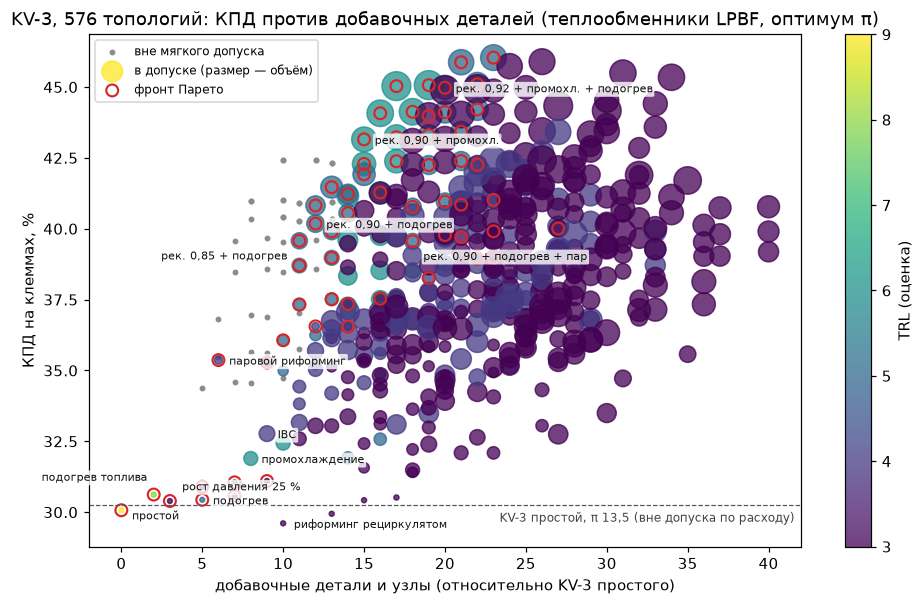 KV-3, 576 топологий: КПД против добавочных деталей (теплообменники LPBF, оптимум π)
вне мягкого допуска
в допуске (размер — объём)
фронт Парето
рек. 0,92 + промохл. + подогрев
рек. 0,90 + промохл.
рек. 0,90 + подогрев
рек. 0,85 + подогрев
рек. 0,90 + подогрев + пар
паровой риформинг
IBC
промохлаждение
подогрев топлива
рост давления 25 %
подогрев
простой
риформинг рециркулятом
KV-3 простой, π 13,5 (вне допуска по расходу)
КПД на клеммах, %
45.0
42.5
40.0
37.5
35.0
32.5
30.0
0 5 10 15 20 25 30 35 40
добавочные детали и узлы (относительно KV-3 простого)
9
8
7
6
5
4
3
TRL (оценка)